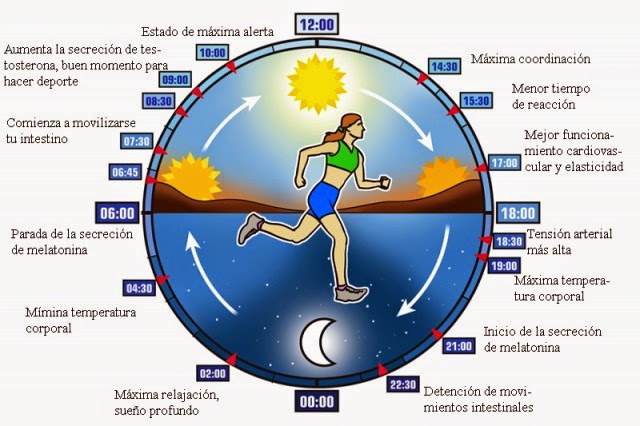 12:00
Estado de máxima alerta
10:00
Aumenta la secreción de tes-
tosterona, buen momento para
hacer deporte
09:00
08:30
Comienza a movilizarse
tu intestino
07:30
06:45
06:00
Parada de la secreción
de melatonina
04:30
Mímina temperatura
corporal
02:00
Máxima relajación,
sueño profundo
00:00
14:30
Máxima coordinación
15:30
Menor tiempo
de reacción
Mejor funciona-
miento cardiovas-
cular y elasticidad
17:00
18:00
18:30
Tensión arterial
más alta
19:00
Máxima tempera-
tura corporal
21:00
Inicio de la secreción
de melatonina
22:30
Detención de movi-
mientos intestinales